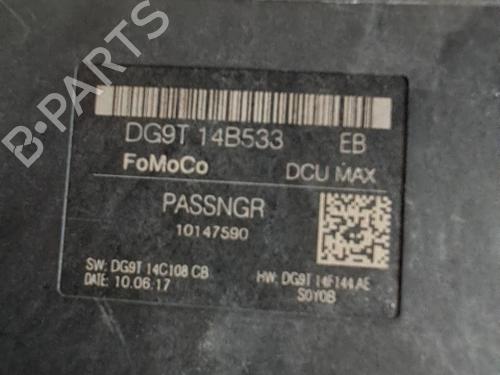 B-PARTS
DG9T 14B533 EB
FoMoCo DCU MAX
PASSNGR
10147590
SW: DG9T 14C108 CB HW: DG9T 14F144 AE
DATE: 10.06.17 S0Y0B